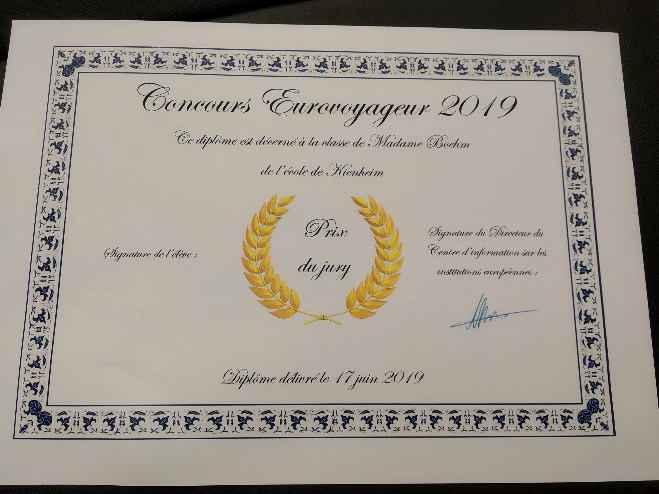 Concours Eurovoyageur 2019
Ce diplôme est décerné à la classe de Madame Boehm
de l'école de Kienheim
Prix
du jury
Signature de l'élève :
Signature du Directeur du
Centre d'information sur les
institutions européennes :
Diplôme délivré le 17 juin 2019